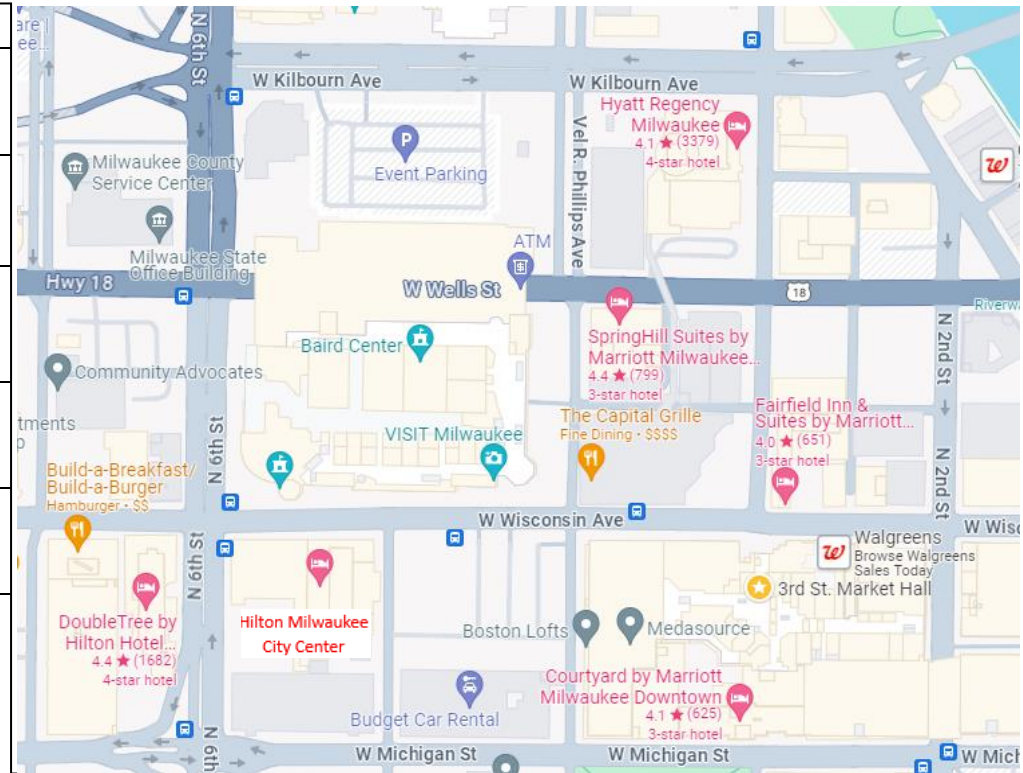 are |
ee...
N 6th St
W Kilbourn Ave
W Kilbourn Ave
Hyatt Regency
Milwaukee
4.1 ★ (3379)
4-star hotel
Vel R. Phillips Ave
P
Event Parking
Milwaukee County
Service Center
Milwaukee State
Office Building
ATM
$
Hwy 18
W Wells St
18
Riverw
SpringHill Suites by
Marriott Milwaukee...
4.4 ★ (799)
3-star hotel
N 2nd St
Baird Center
Community Advocates
The Capital Grille
Fine Dining · $$$$
Fairfield Inn &
Suites by Marriott...
4.0 ★ (651)
3-star hotel
tments
p
VISIT Milwaukee
N 6th St
Build-a-Breakfast/
Build-a-Burger
Hamburger · $$
N 2nd St
W Wisconsin Ave
W Wisc
Walgreens
Browse Walgreens
Sales Today
N 6th St
3rd St. Market Hall
DoubleTree by
Hilton Hotel...
4.4 ★ (1682)
4-star hotel
Hilton Milwaukee
City Center
Boston Lofts
Medasource
Courtyard by Marriott
Milwaukee Downtown
4.1 ★ (625)
3-star hotel
Budget Car Rental
N 6th
W Michigan St
W Michigan St
W Mich